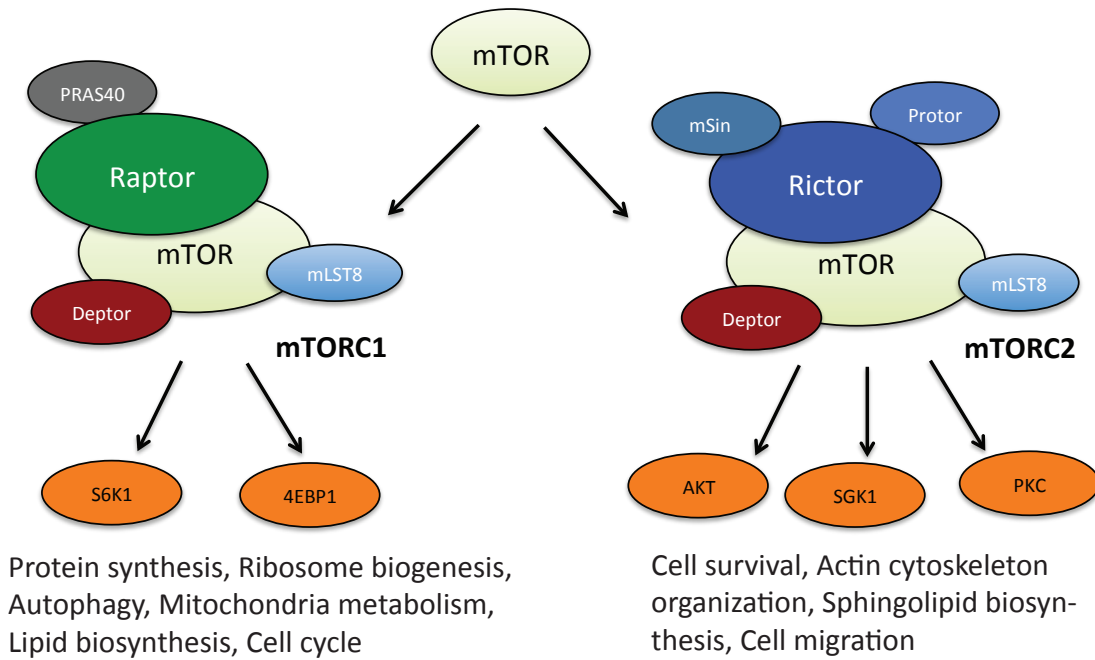 mTOR
PRAS40
Raptor
mTOR
mLST8
Deptor
mTORC1
S6K1
4EBP1
Protein synthesis, Ribosome biogenesis,
Autophagy, Mitochondria metabolism,
Lipid biosynthesis, Cell cycle
mSin
Protor
Rictor
mTOR
mLST8
Deptor
mTORC2
AKT
SGK1
PKC
Cell survival, Actin cytoskeleton
organization, Sphingolipid biosyn-
thesis, Cell migration